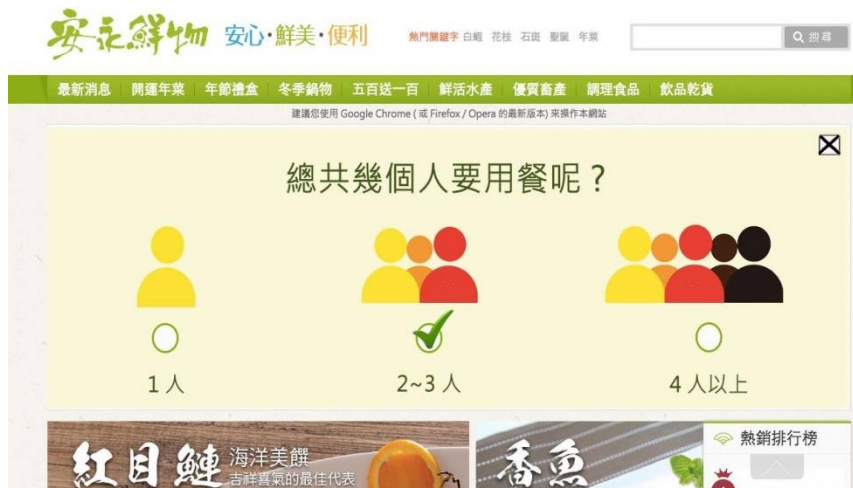 安永鮮物 安心·鮮美·便利 熱門關鍵字 白蝦 花枝 石斑 聖誕 年菜 搜尋
最新消息 開運年菜 年節禮盒 冬季鍋物 五百送一百 鮮活水產 優質畜產 調理食品 飲品乾貨
建議您使用 Google Chrome ( 或 Firefox / Opera 的最新版本) 來操作本網站
總共幾個人要用餐呢？
1 人 2~3 人 4 人以上
紅目鰱 海洋美饌
吉祥喜氣的最佳代表
香魚
熱銷排行榜